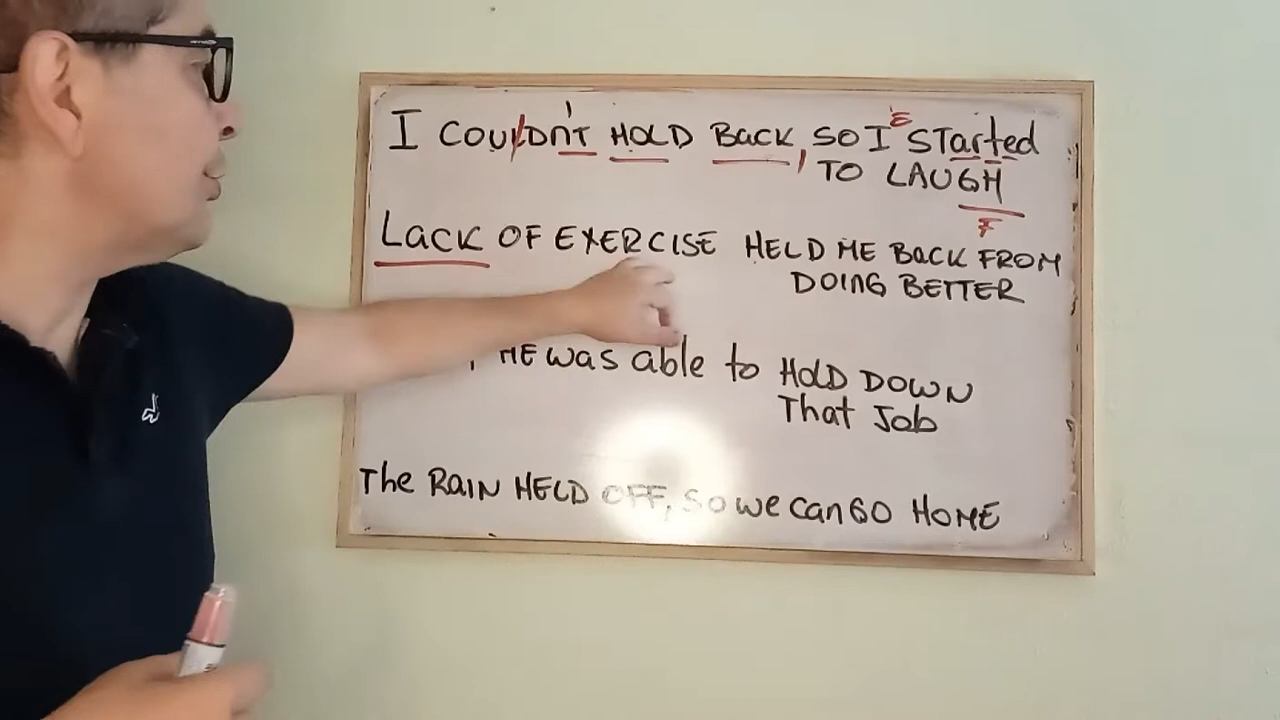 I COULDN'T HOLD BACK, SO I STarted
E
TO LAUGH
F
Lack OF EXERCISE HELD ME BACK FROM
DOING BETTER
HE was able to HOLD DOWN
That Job
The RAIN HELD OFF, SO we can GO HOME